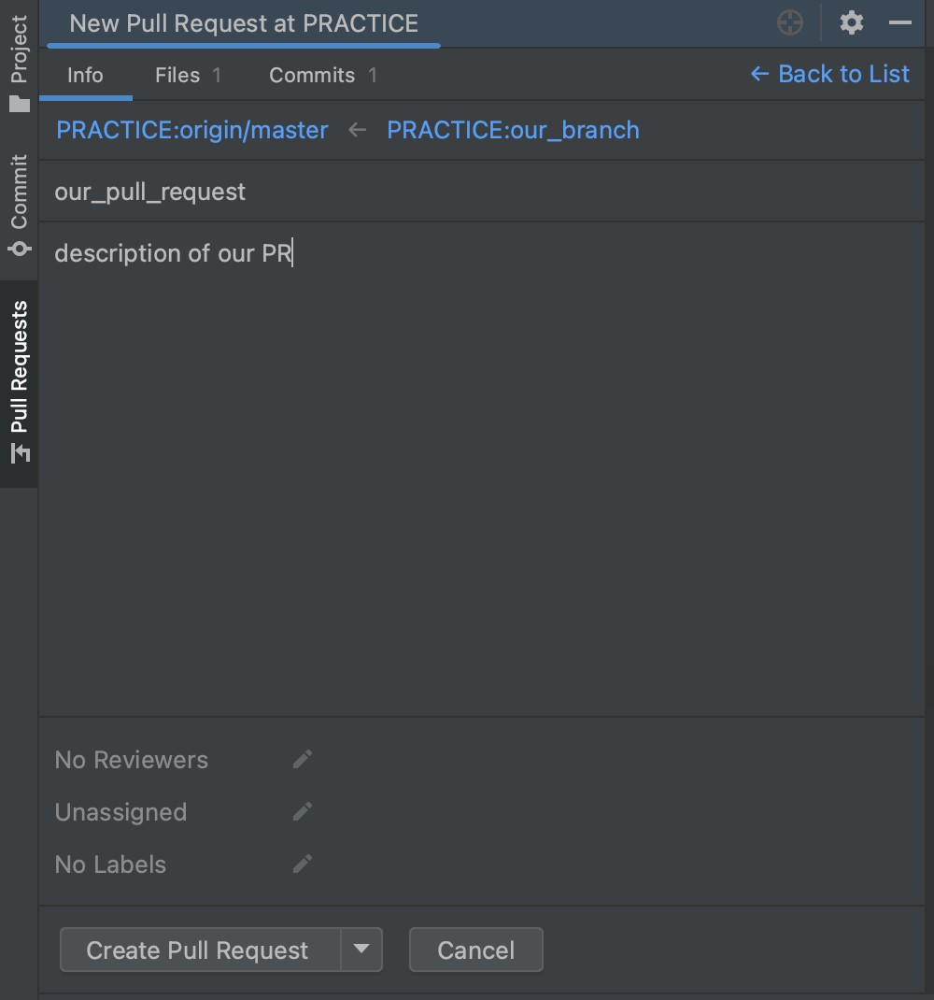 New Pull Request at PRACTICE
Info Files 1 Commits 1 ← Back to List
PRACTICE:origin/master ← PRACTICE:our_branch
our_pull_request
description of our PR
No Reviewers
Unassigned
No Labels
Create Pull Request Cancel
Project
Commit
Pull Requests